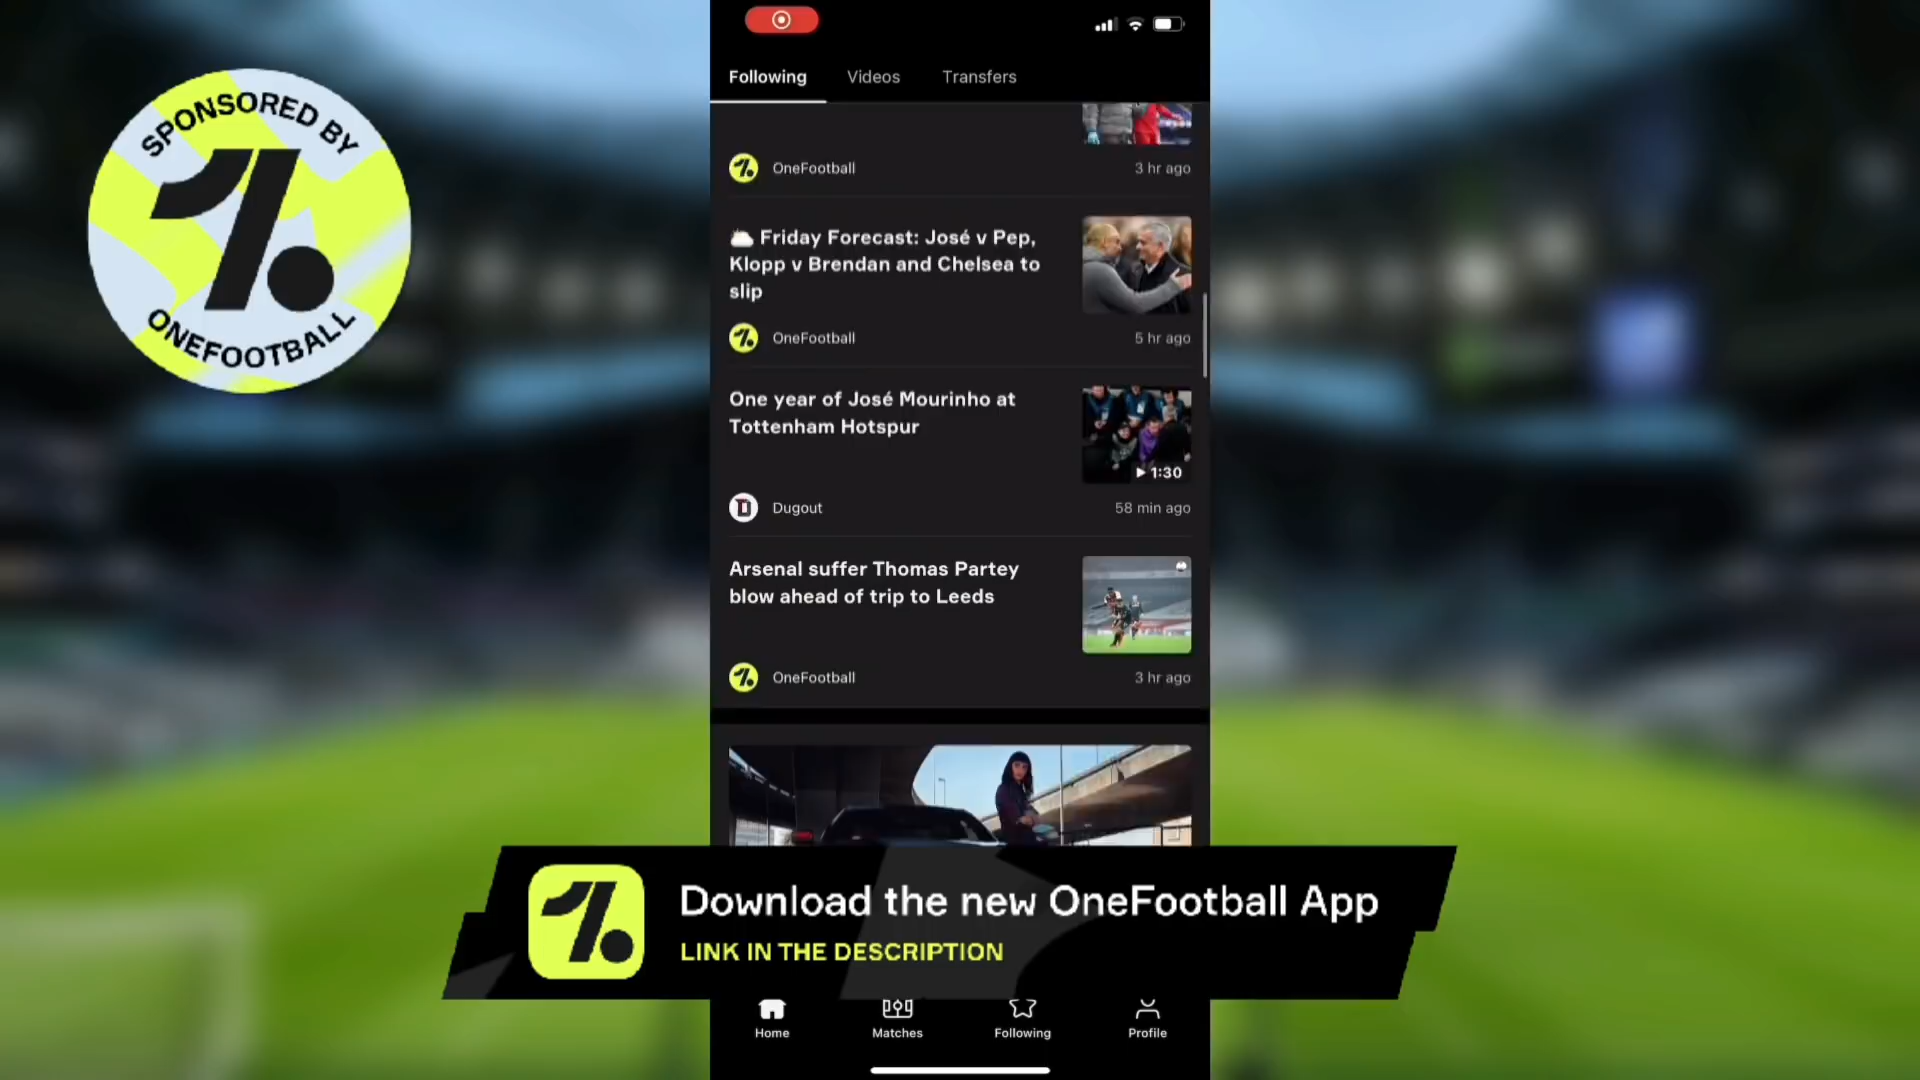 SPONSORED BY
ONEFOOTBALL
Following
Videos
Transfers
OneFootball
3 hr ago
Friday Forecast: José v Pep,
Klopp v Brendan and Chelsea to
slip
OneFootball
5 hr ago
One year of José Mourinho at
Tottenham Hotspur
1:30
Dugout
58 min ago
Arsenal suffer Thomas Partey
blow ahead of trip to Leeds
OneFootball
3 hr ago
Download the new OneFootball App
LINK IN THE DESCRIPTION
Home
Matches
Following
Profile